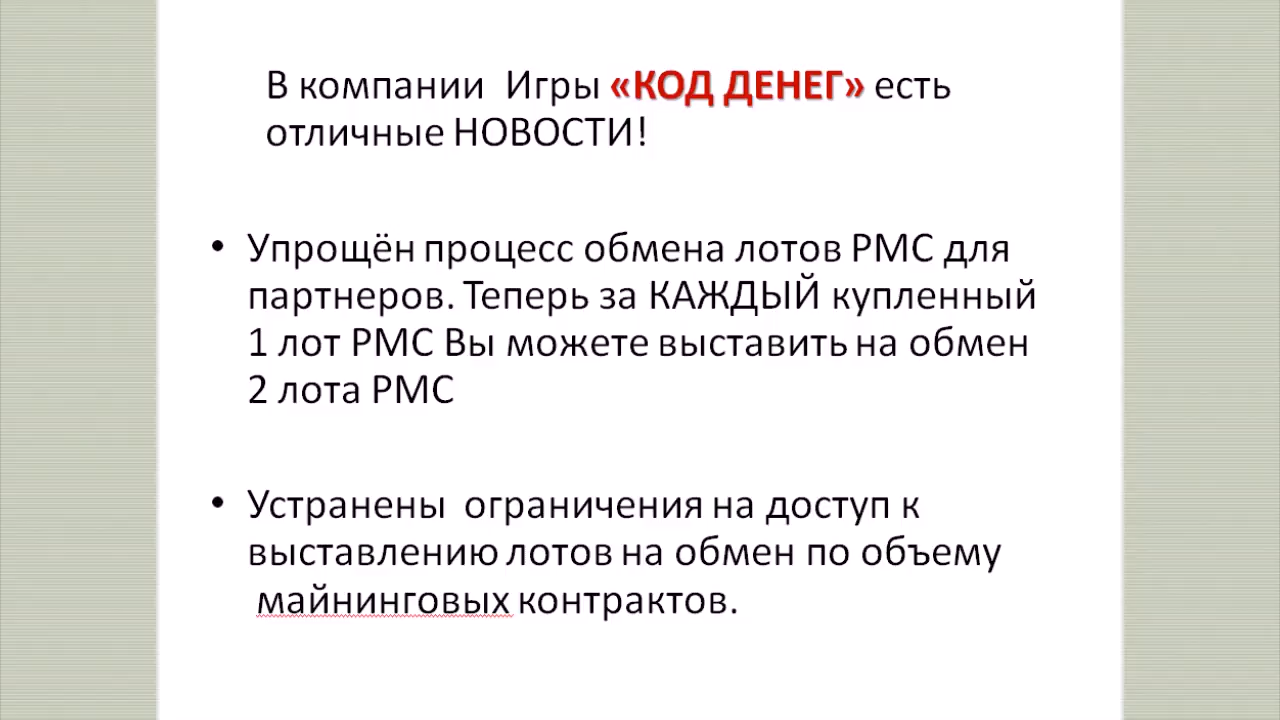 В компании  Игры «КОД ДЕНЕГ» есть
отличные НОВОСТИ!
• Упрощён процесс обмена лотов РМС для
партнеров. Теперь за КАЖДЫЙ купленный
1 лот РМС Вы можете выставить на обмен
2 лота РМС
• Устранены  ограничения на доступ к
выставлению лотов на обмен по объему
майнинговых контрактов.